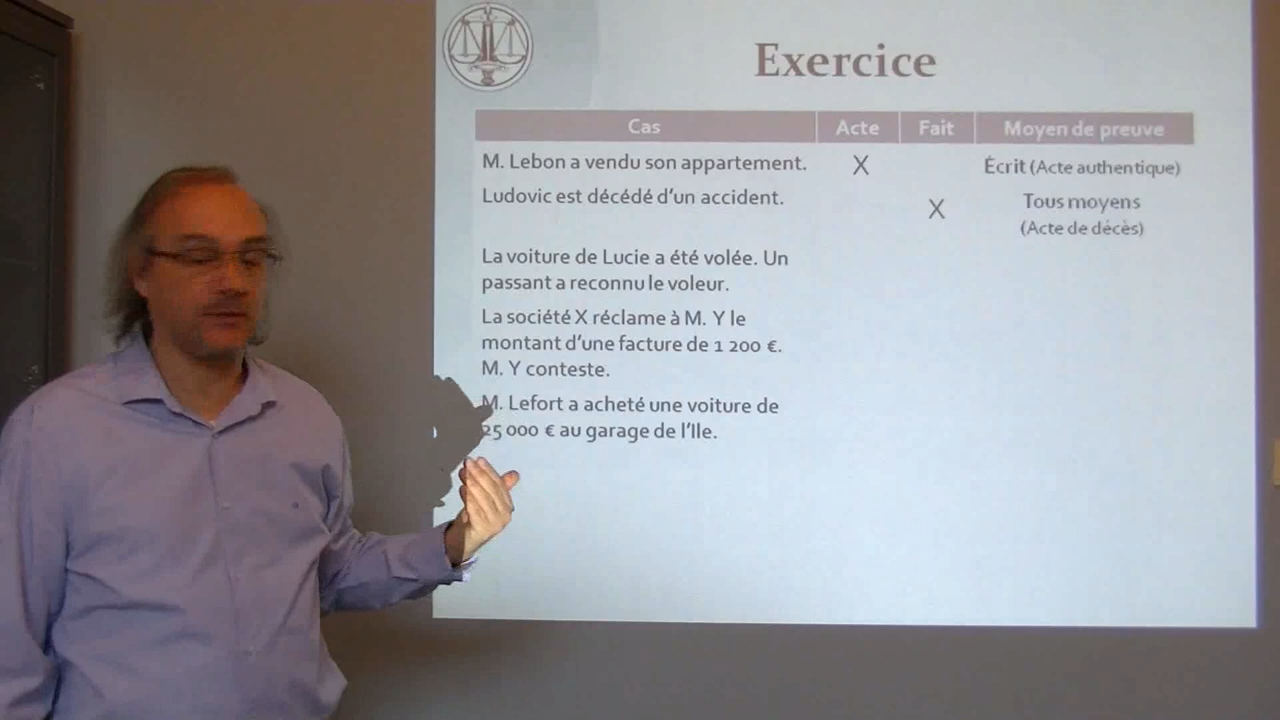 Exercice
Cas Acte Fait Moyen de preuve
M. Lebon a vendu son appartement. X Écrit (Acte authentique)
Ludovic est décédé d'un accident. X Tous moyens
(Acte de décès)
La voiture de Lucie a été volée. Un
passant a reconnu le voleur.
La société X réclame à M. Y le
montant d'une facture de 1 200 €.
M. Y conteste.
M. Lefort a acheté une voiture de
25 000 € au garage de l'Ile.